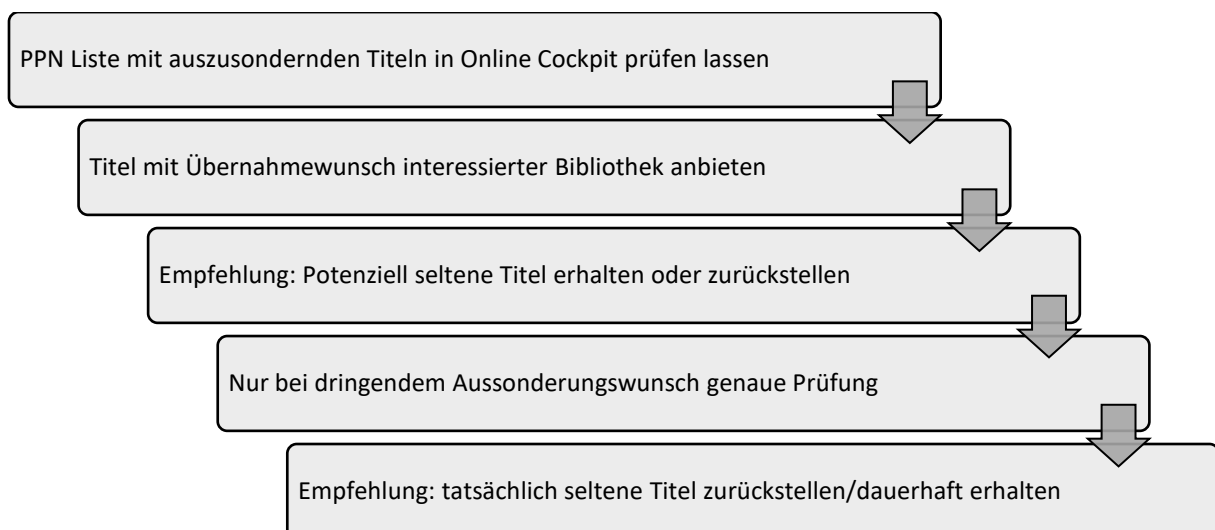 PPN Liste mit auszusondernden Titeln in Online Cockpit prüfen lassen
Titel mit Übernahmewunsch interessierter Bibliothek anbieten
Empfehlung: Potenziell seltene Titel erhalten oder zurückstellen
Nur bei dringendem Aussonderungswunsch genaue Prüfung
Empfehlung: tatsächlich seltene Titel zurückstellen/dauerhaft erhalten